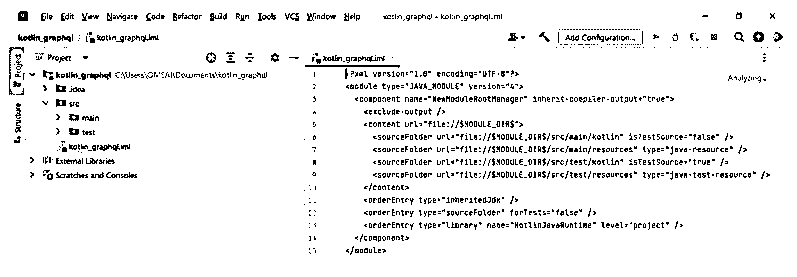 File Edit View Navigate Code Refactor Build Run Tools VCS Window Help kotlin_graphql - kotlin_graphql.iml
kotlin_graphql kotlin_graphql.iml Add Configuration...
Project
Project
kotlin_graphql
.idea
src
main
test
kotlin_graphql.iml
External Libraries
Scratches and Consoles
Structure
kotlin_graphql.iml
Analyzing...
1 <?xml version="1.0" encoding="UTF-8"?>
2 <module type="JAVA_MODULE" version="4">
3 <component name="NewModuleRootManager" inherit-compiler-output="true">
4 <exclude-output />
5 <content url="file://$MODULE_DIR$">
6 <sourceFolder url="file://$MODULE_DIR$/src/main/kotlin" isTestSource="false" />
7 <sourceFolder url="file://$MODULE_DIR$/src/main/resources" type="java-resource" />
8 <sourceFolder url="file://$MODULE_DIR$/src/test/kotlin" isTestSource="true" />
9 <sourceFolder url="file://$MODULE_DIR$/src/test/resources" type="java-test-resource" />
10 </content>
11 <orderEntry type="inheritedJdk" />
12 <orderEntry type="sourceFolder" forTests="false" />
13 <orderEntry type="library" name="KotlinJavaRuntime" level="project" />
14 </component>
15 </module>